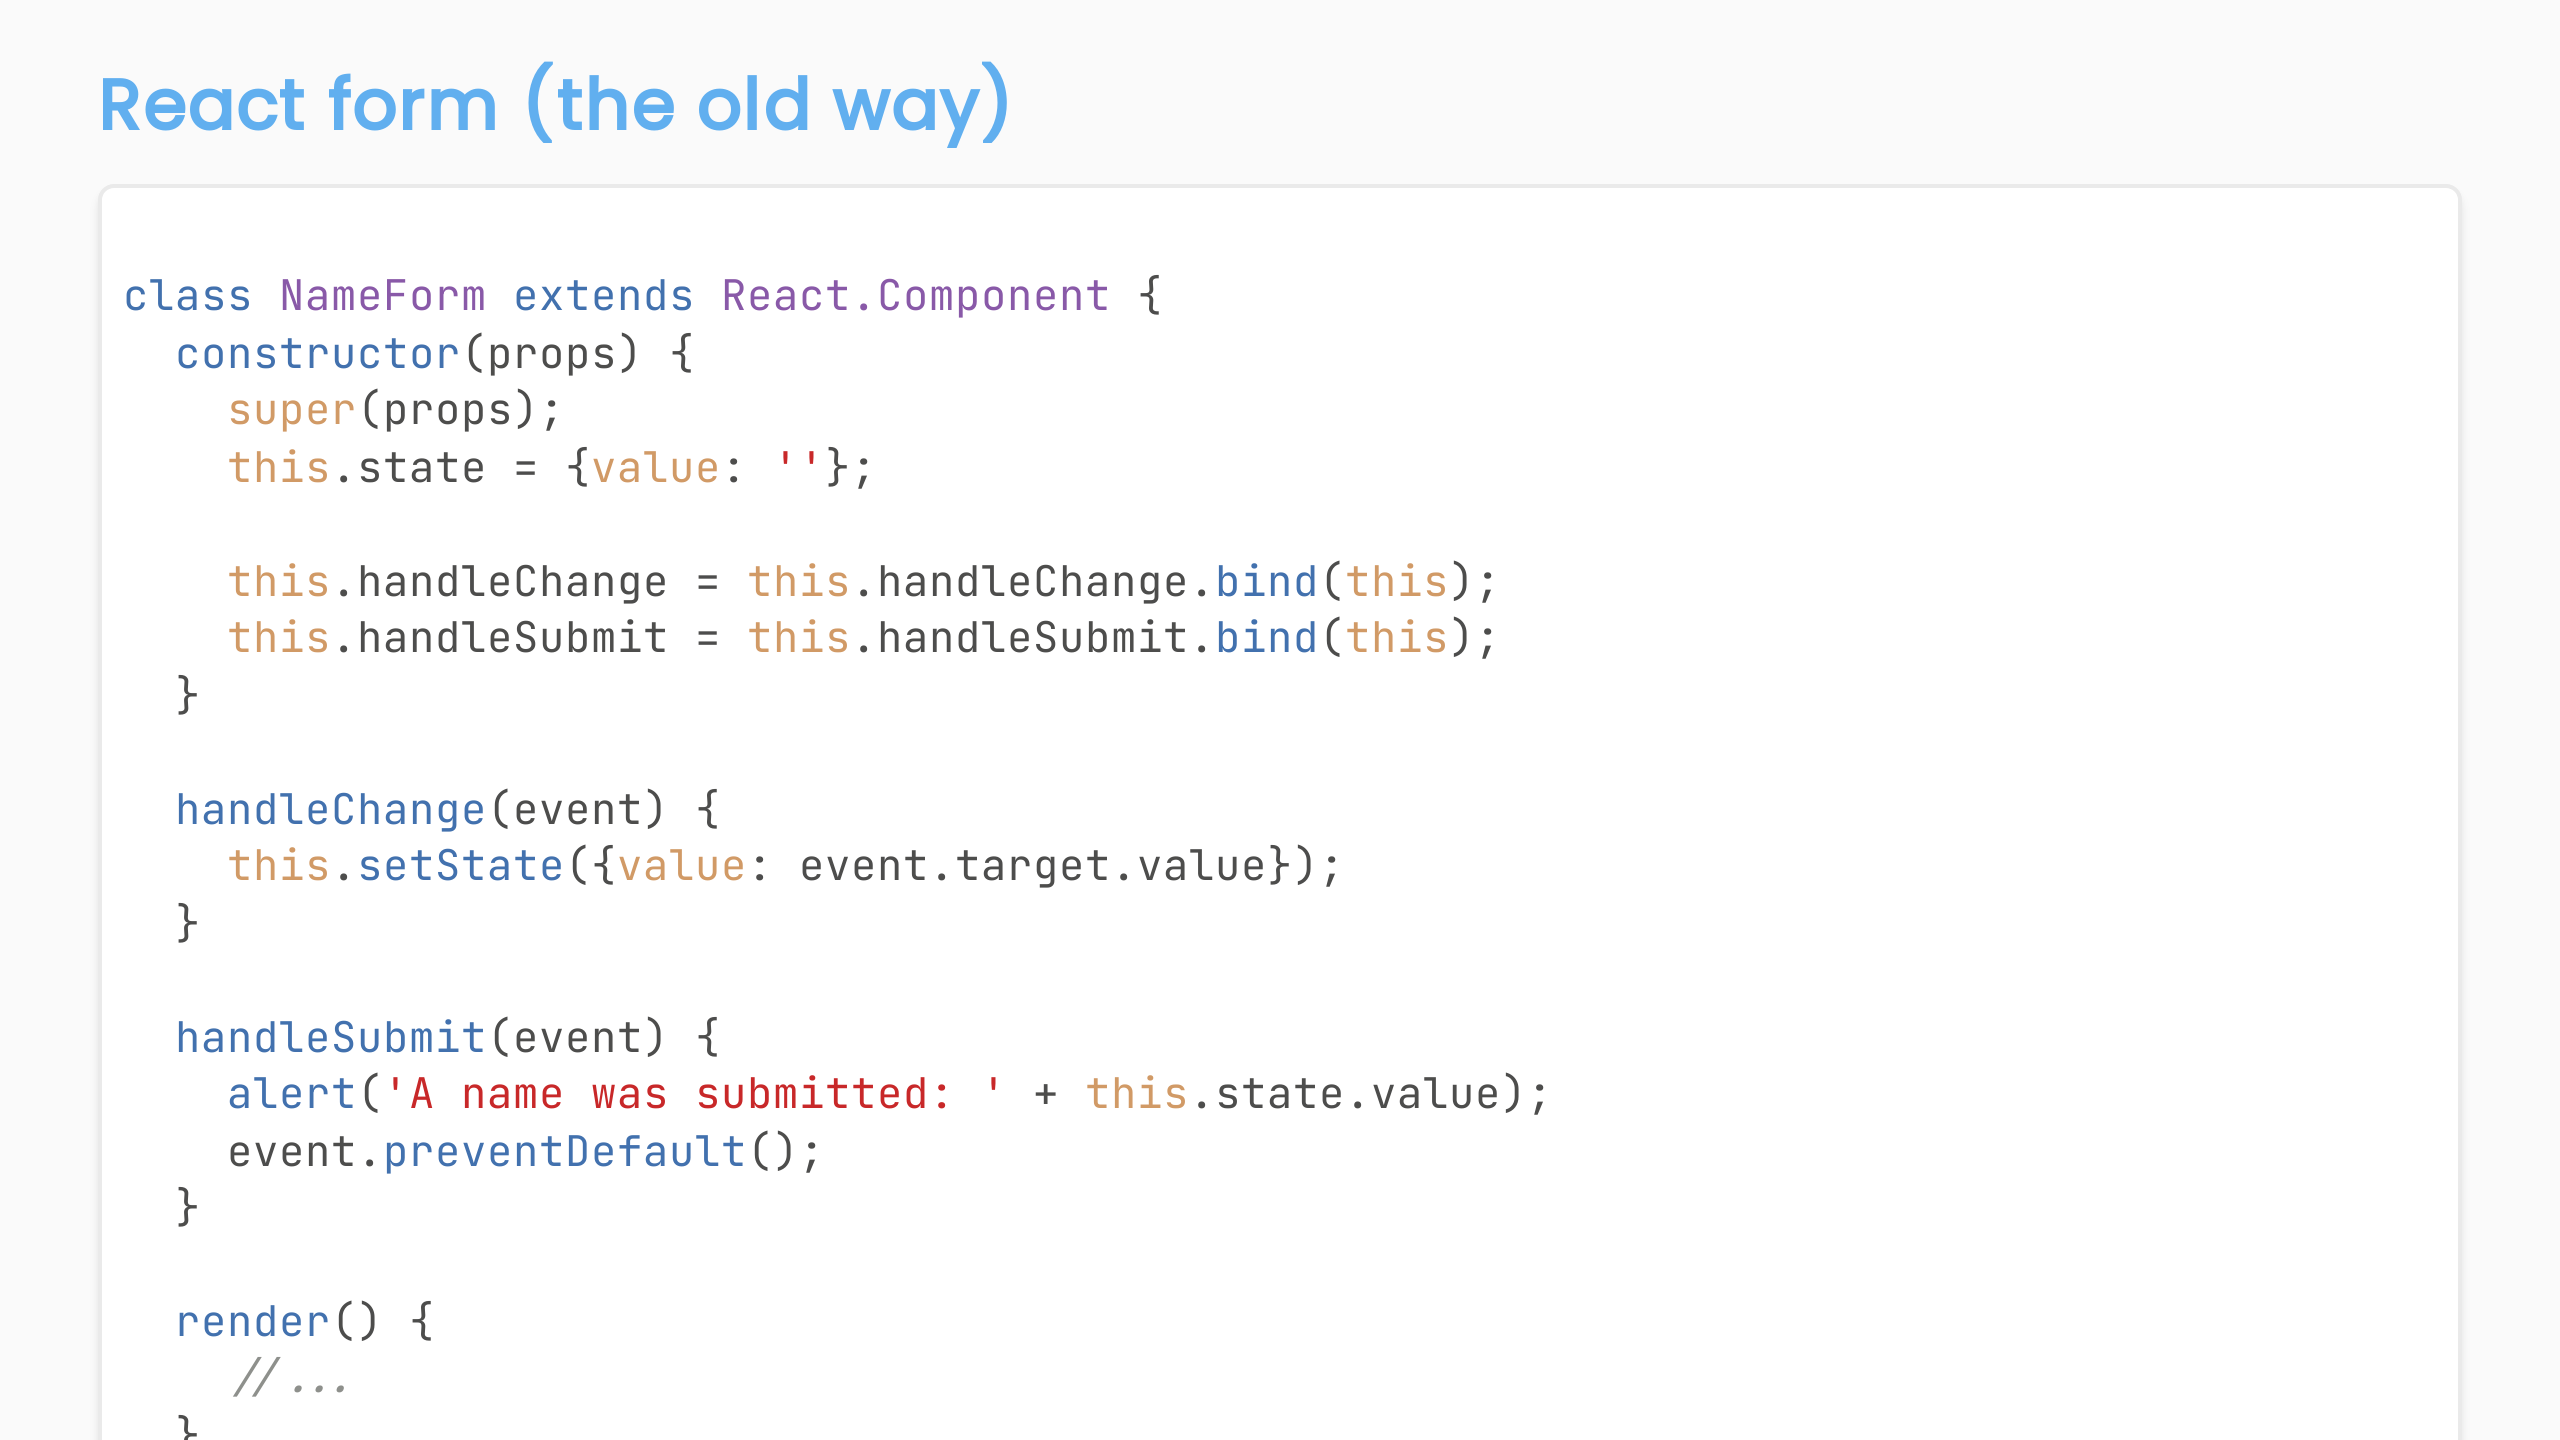 React form (the old way)
class NameForm extends React.Component {
  constructor(props) {
    super(props);
    this.state = {value: ''};
    this.handleChange = this.handleChange.bind(this);
    this.handleSubmit = this.handleSubmit.bind(this);
  }
  handleChange(event) {
    this.setState({value: event.target.value});
  }
  handleSubmit(event) {
    alert('A name was submitted: ' + this.state.value);
    event.preventDefault();
  }
  render() {
    // ...
  }